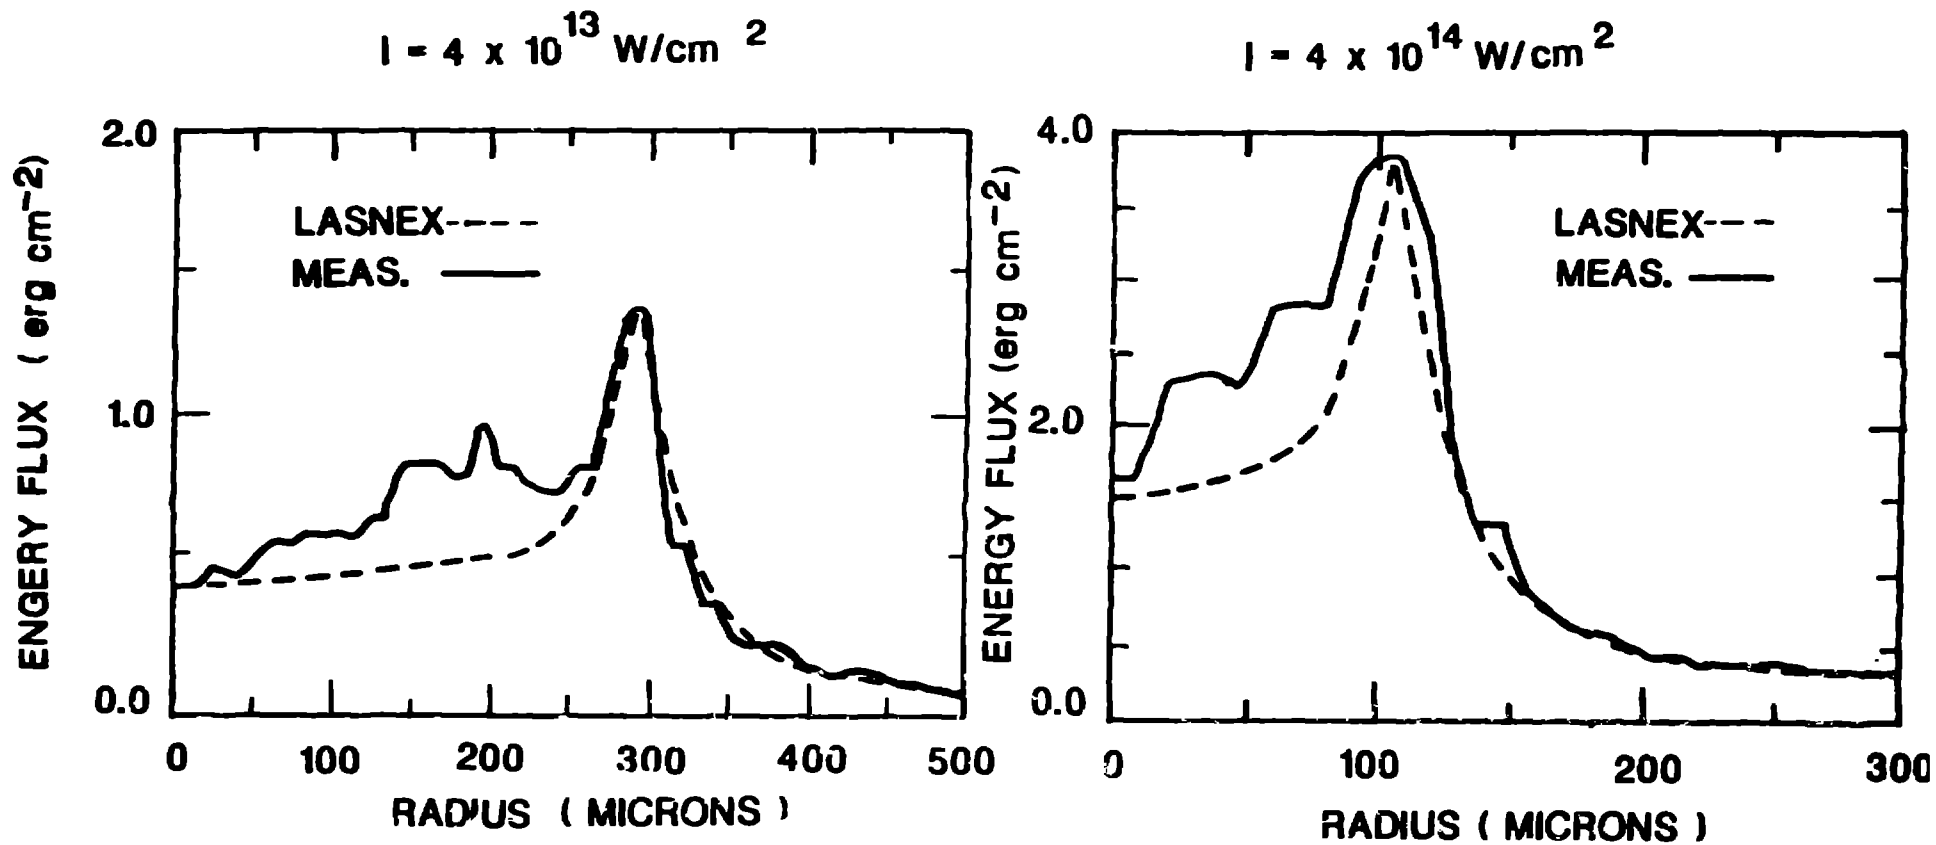 I = 4 x 10^13 W/cm^2
2.0
1.0
0.0
ENGERY FLUX ( erg cm^-2)
LASNEX
MEAS.
0 100 200 300 400 500
RADIUS ( MICRONS )
I = 4 x 10^14 W/cm^2
4.0
2.0
0.0
ENERGY FLUX (erg cm^-2)
LASNEX
MEAS.
0 100 200 300
RADIUS ( MICRONS )